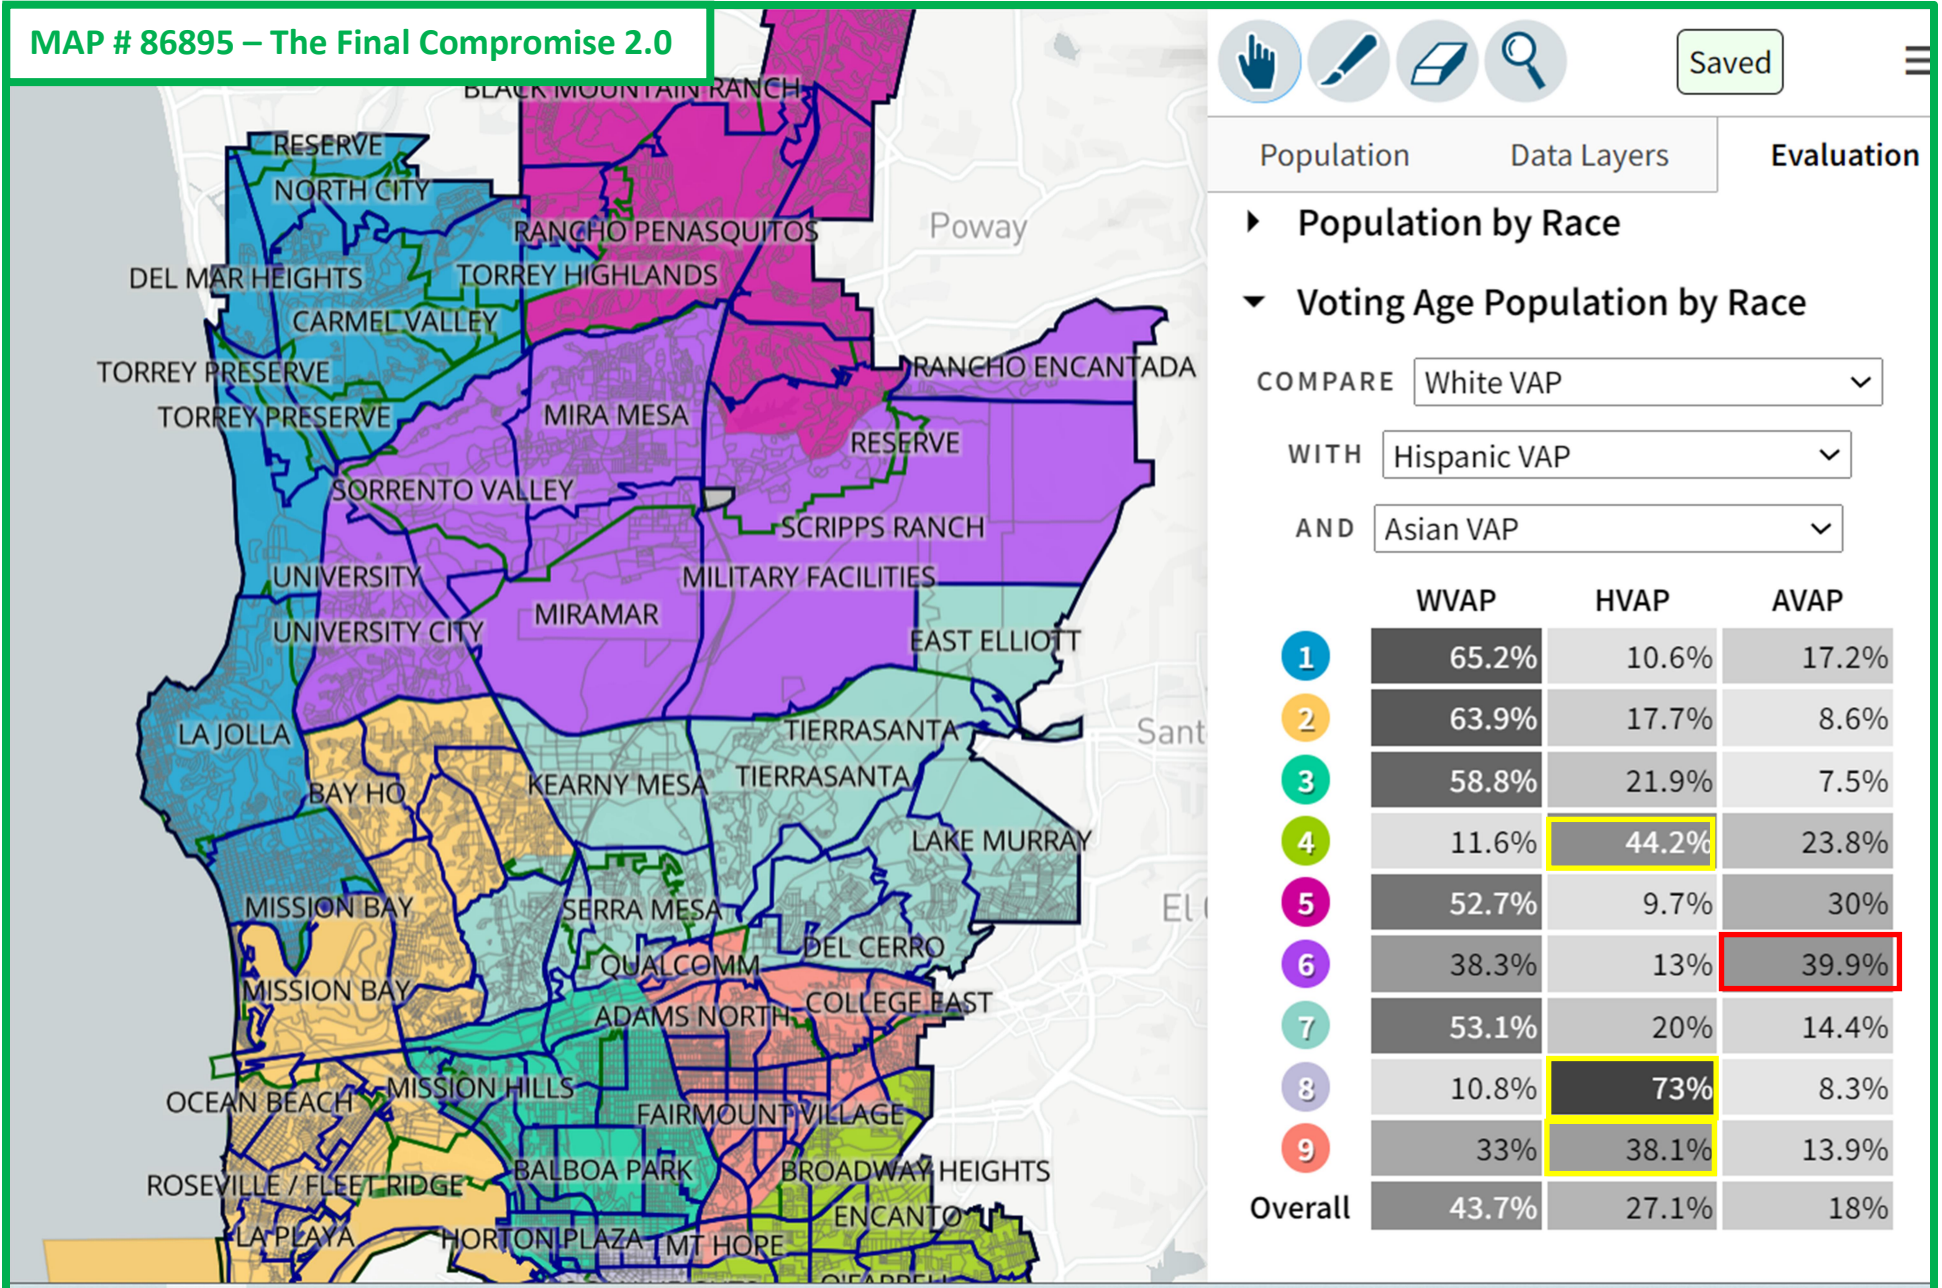 MAP # 86895 – The Final Compromise 2.0
BLACK MOUNTAIN RANCH
RESERVE
NORTH CITY
RANCHO PENASQUITOS
Poway
DEL MAR HEIGHTS
TORREY HIGHLANDS
CARMEL VALLEY
TORREY PRESERVE
RANCHO ENCANTADA
TORREY PRESERVE
MIRA MESA
RESERVE
SORRENTO VALLEY
SCRIPPS RANCH
UNIVERSITY
MILITARY FACILITIES
MIRAMAR
UNIVERSITY CITY
EAST ELLIOTT
LA JOLLA
TIERRASANTA
Sant
KEARNY MESA
TIERRASANTA
BAY HO
LAKE MURRAY
MISSION BAY
SERRA MESA
El
DEL CERRO
QUALCOMM
MISSION BAY
COLLEGE EAST
ADAMS NORTH
MISSION HILLS
OCEAN BEACH
FAIRMOUNT VILLAGE
BALBOA PARK
BROADWAY HEIGHTS
ROSEVILLE / FLEET RIDGE
ENCANTO
LA PLAYA
HORTON PLAZA
MT HOPE
O'FARRELL
Saved
Population Data Layers Evaluation
Population by Race
Voting Age Population by Race
COMPARE White VAP
WITH Hispanic VAP
AND Asian VAP
WVAP HVAP AVAP
1 65.2% 10.6% 17.2%
2 63.9% 17.7% 8.6%
3 58.8% 21.9% 7.5%
4 11.6% 44.2% 23.8%
5 52.7% 9.7% 30%
6 38.3% 13% 39.9%
7 53.1% 20% 14.4%
8 10.8% 73% 8.3%
9 33% 38.1% 13.9%
Overall 43.7% 27.1% 18%